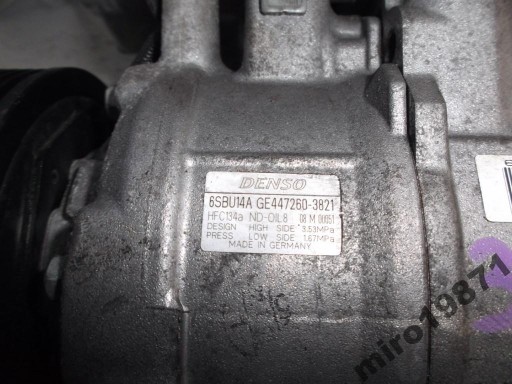 DENSO
6SBU14A GE447260-3821
HFC134a ND-OIL8 08 M 00051
DESIGN HIGH SIDE 3.53MPa
PRESS LOW SIDE 1.67MPa
MADE IN GERMANY
miro19871